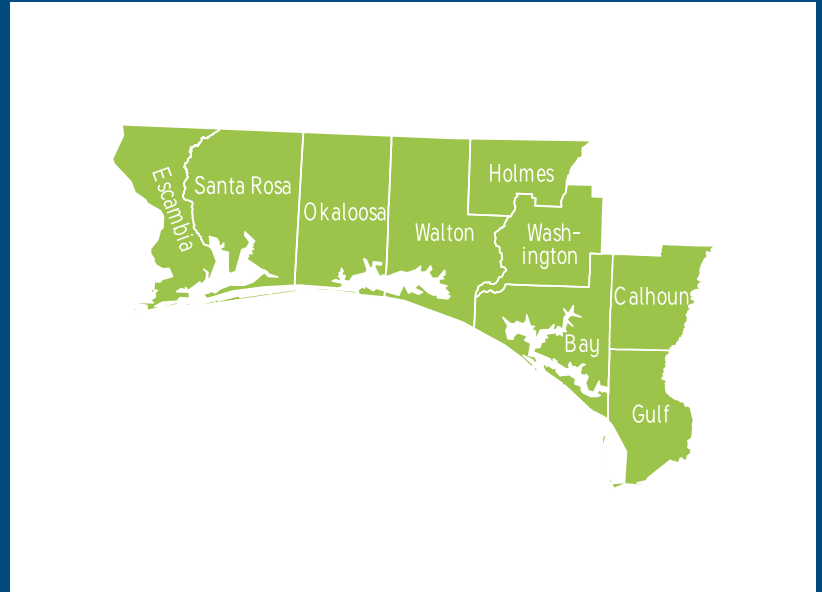 Escambia
Santa Rosa
Okaloosa
Walton
Holmes
Wash-
ington
Calhoun
Bay
Gulf